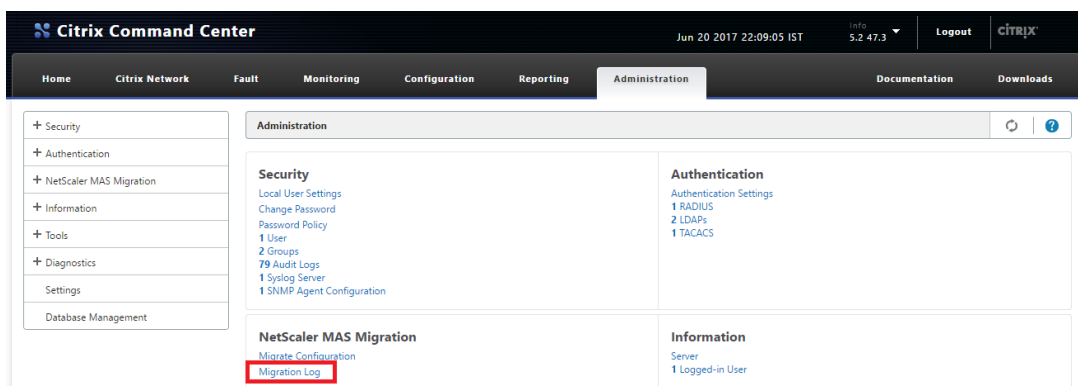 Citrix Command Center
Jun 20 2017 22:09:05 IST
Info
5.2 47.3
Logout
CİTRIX
Home Citrix Network Fault Monitoring Configuration Reporting Administration Documentation Downloads
+ Security
+ Authentication
+ NetScaler MAS Migration
+ Information
+ Tools
+ Diagnostics
Settings
Database Management
Administration
?
Security
Local User Settings
Change Password
Password Policy
1 User
2 Groups
79 Audit Logs
1 Syslog Server
1 SNMP Agent Configuration
Authentication
Authentication Settings
1 RADIUS
2 LDAPs
1 TACACS
NetScaler MAS Migration
Migrate Configuration
Migration Log
Information
Server
1 Logged-in User